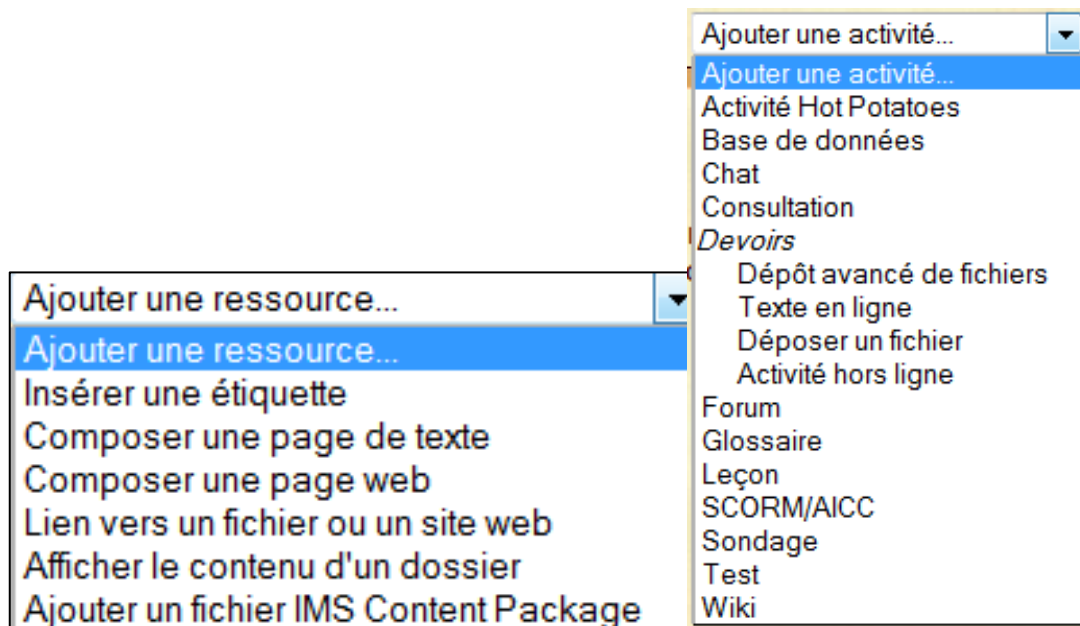 Ajouter une ressource...
Ajouter une ressource...
Insérer une étiquette
Composer une page de texte
Composer une page web
Lien vers un fichier ou un site web
Afficher le contenu d'un dossier
Ajouter un fichier IMS Content Package
Ajouter une activité...
Ajouter une activité...
Activité Hot Potatoes
Base de données
Chat
Consultation
Devoirs
Dépôt avancé de fichiers
Texte en ligne
Déposer un fichier
Activité hors ligne
Forum
Glossaire
Leçon
SCORM/AICC
Sondage
Test
Wiki